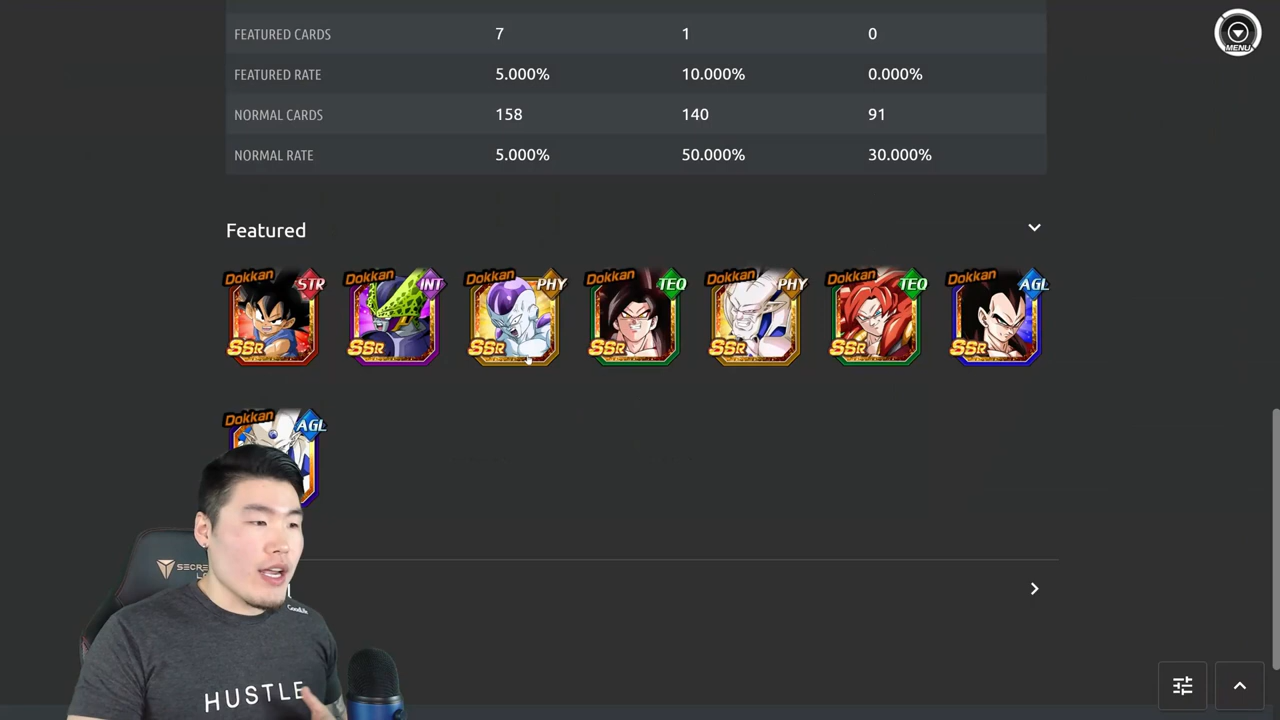 MENU
FEATURED CARDS 7 1 0
FEATURED RATE 5.000% 10.000% 0.000%
NORMAL CARDS 158 140 91
NORMAL RATE 5.000% 50.000% 30.000%
Featured
Dokkan STR Dokkan INT Dokkan PHY Dokkan TEQ Dokkan PHY Dokkan TEQ Dokkan AGL
SSR SSR SSR SSR SSR SSR SSR
Dokkan AGL
SECRE
GoodLife
HUSTLE